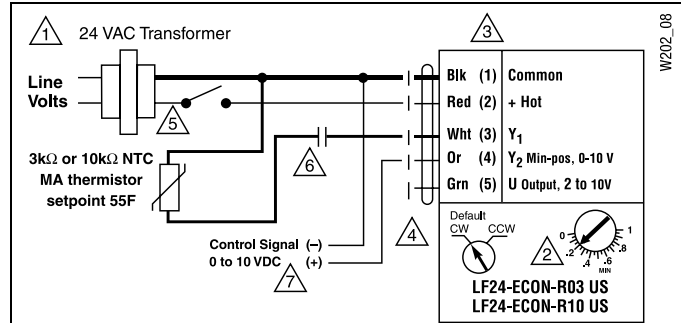 1 24 VAC Transformer
3
W202_08
Line
Volts
5
Blk (1) Common
Red (2) + Hot
Wht (3) Y1
Or (4) Y2 Min-pos, 0-10 V
Grn (5) U Output, 2 to 10V
6
3kΩ or 10kΩ NTC
MA thermistor
setpoint 55F
4
Control Signal (–)
0 to 10 VDC (+)
7
Default
CW CCW
2
0 .2 .4 .6 .8 1
MIN
LF24-ECON-R03 US
LF24-ECON-R10 US